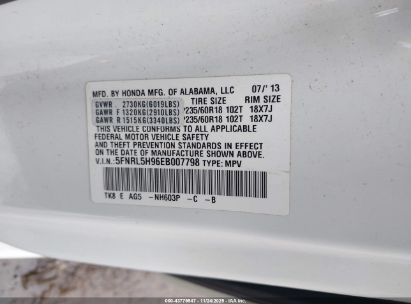 MFD. BY HONDA MFG. OF ALABAMA, LLC 07/'13
TIRE SIZE RIM SIZE
GVWR 2730KG(6019LBS)
GAWR F 1320KG(2910LBS) P235/60R18 102T 18X7J
GAWR R 1515KG(3340LBS) P235/60R18 102T 18X7J
THIS VEHICLE CONFORMS TO ALL APPLICABLE
FEDERAL MOTOR VEHICLE SAFETY, BUMPER,
AND THEFT PREVENTION STANDARDS IN EFFECT ON THE
DATE OF MANUFACTURE SHOWN ABOVE.
V.I.N.: 5FNRL5H96EB007798 TYPE: MPV
TK8 E AG5 -NH603P -C -B